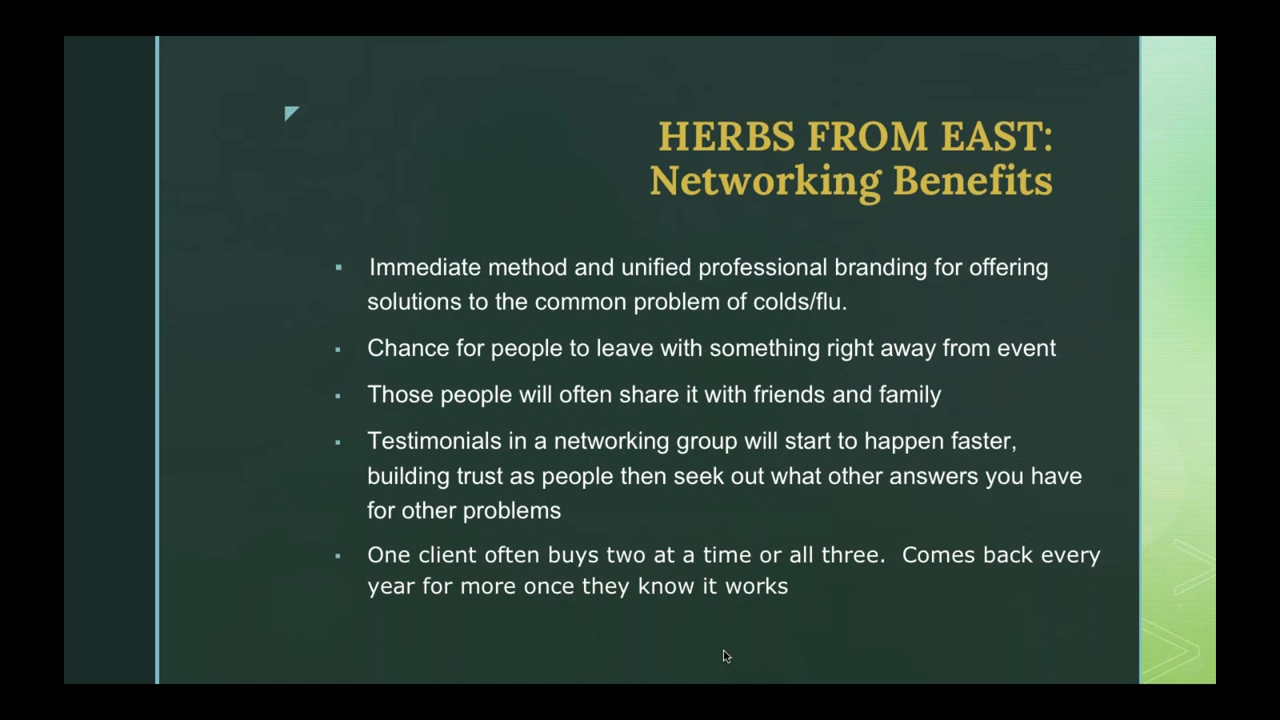 HERBS FROM EAST:
Networking Benefits
▪ Immediate method and unified professional branding for offering
solutions to the common problem of colds/flu.
▪ Chance for people to leave with something right away from event
▪ Those people will often share it with friends and family
▪ Testimonials in a networking group will start to happen faster,
building trust as people then seek out what other answers you have
for other problems
▪ One client often buys two at a time or all three.  Comes back every
year for more once they know it works